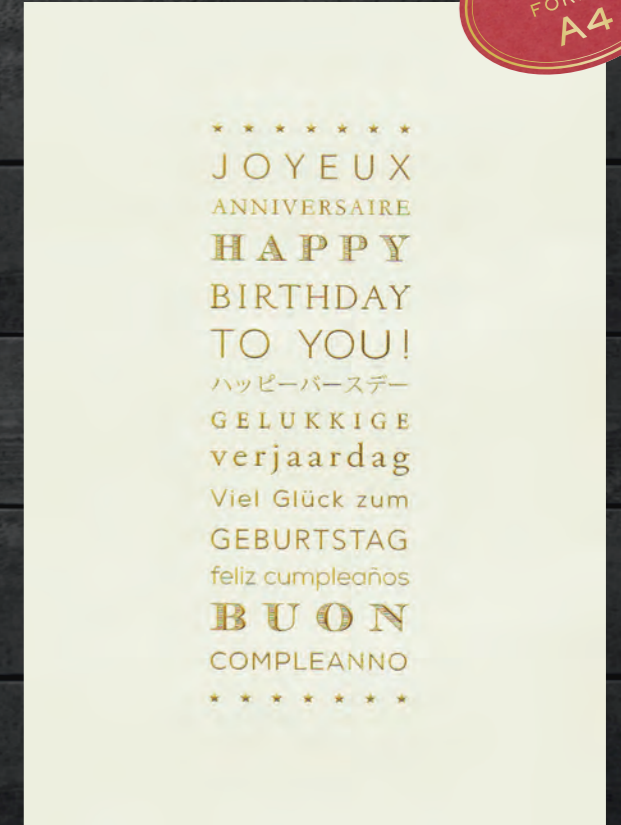 A4
JOYEUX
ANNIVERSAIRE
HAPPY
BIRTHDAY
TO YOU!
ハッピーバースデー
GELUKKIGE
verjaardag
Viel Glück zum
GEBURTSTAG
feliz cumpleaños
BUON
COMPLEANNO